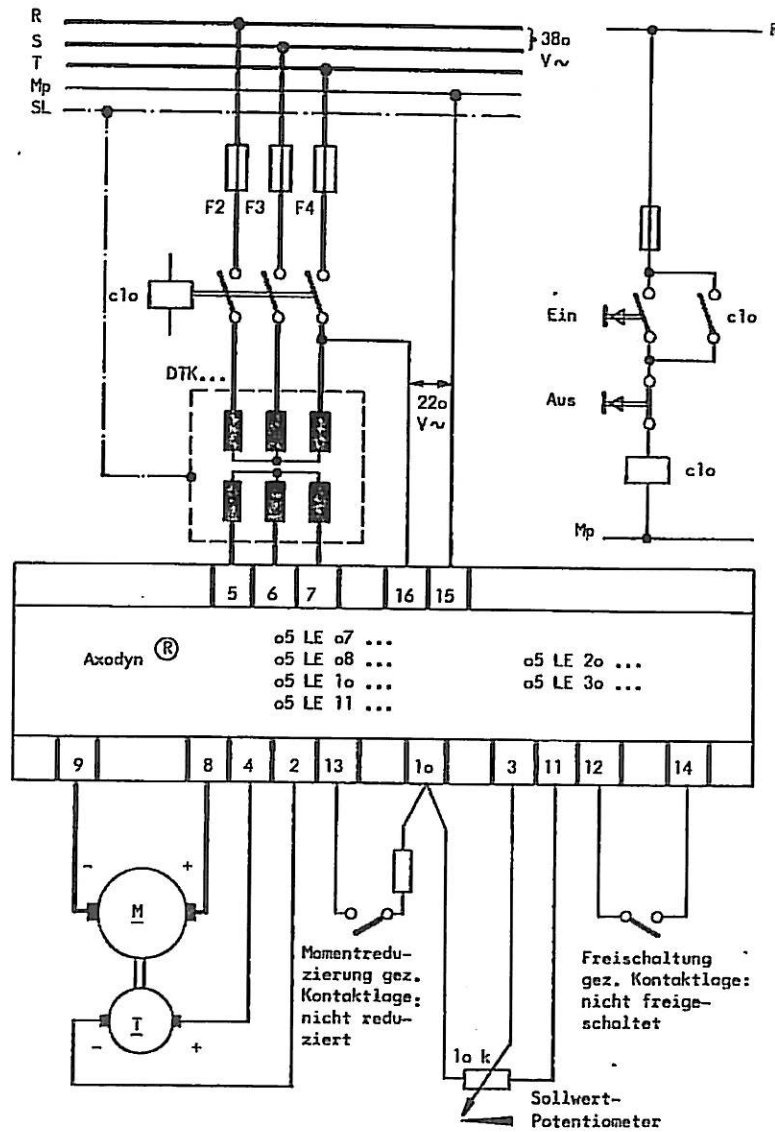 R
S
T
Mp
SL
} 38o
V~
F2 F3 F4
c1o
DTK...
22o
V~
Ein
c1o
Aus
c1o
Mp
5 6 7 16 15
Axodyn ®
o5 LE o7 ...
o5 LE o8 ...
o5 LE 1o ...
o5 LE 11 ...
o5 LE 2o ...
o5 LE 3o ...
9 8 4 2 13 1o 3 11 12 14
- +
M
T
- +
Momentredu-
zierung gez.
Kontaktlage:
nicht redu-
ziert
Freischaltung
gez. Kontaktlage:
nicht freige-
schaltet
1o k
Sollwert-
Potentiometer